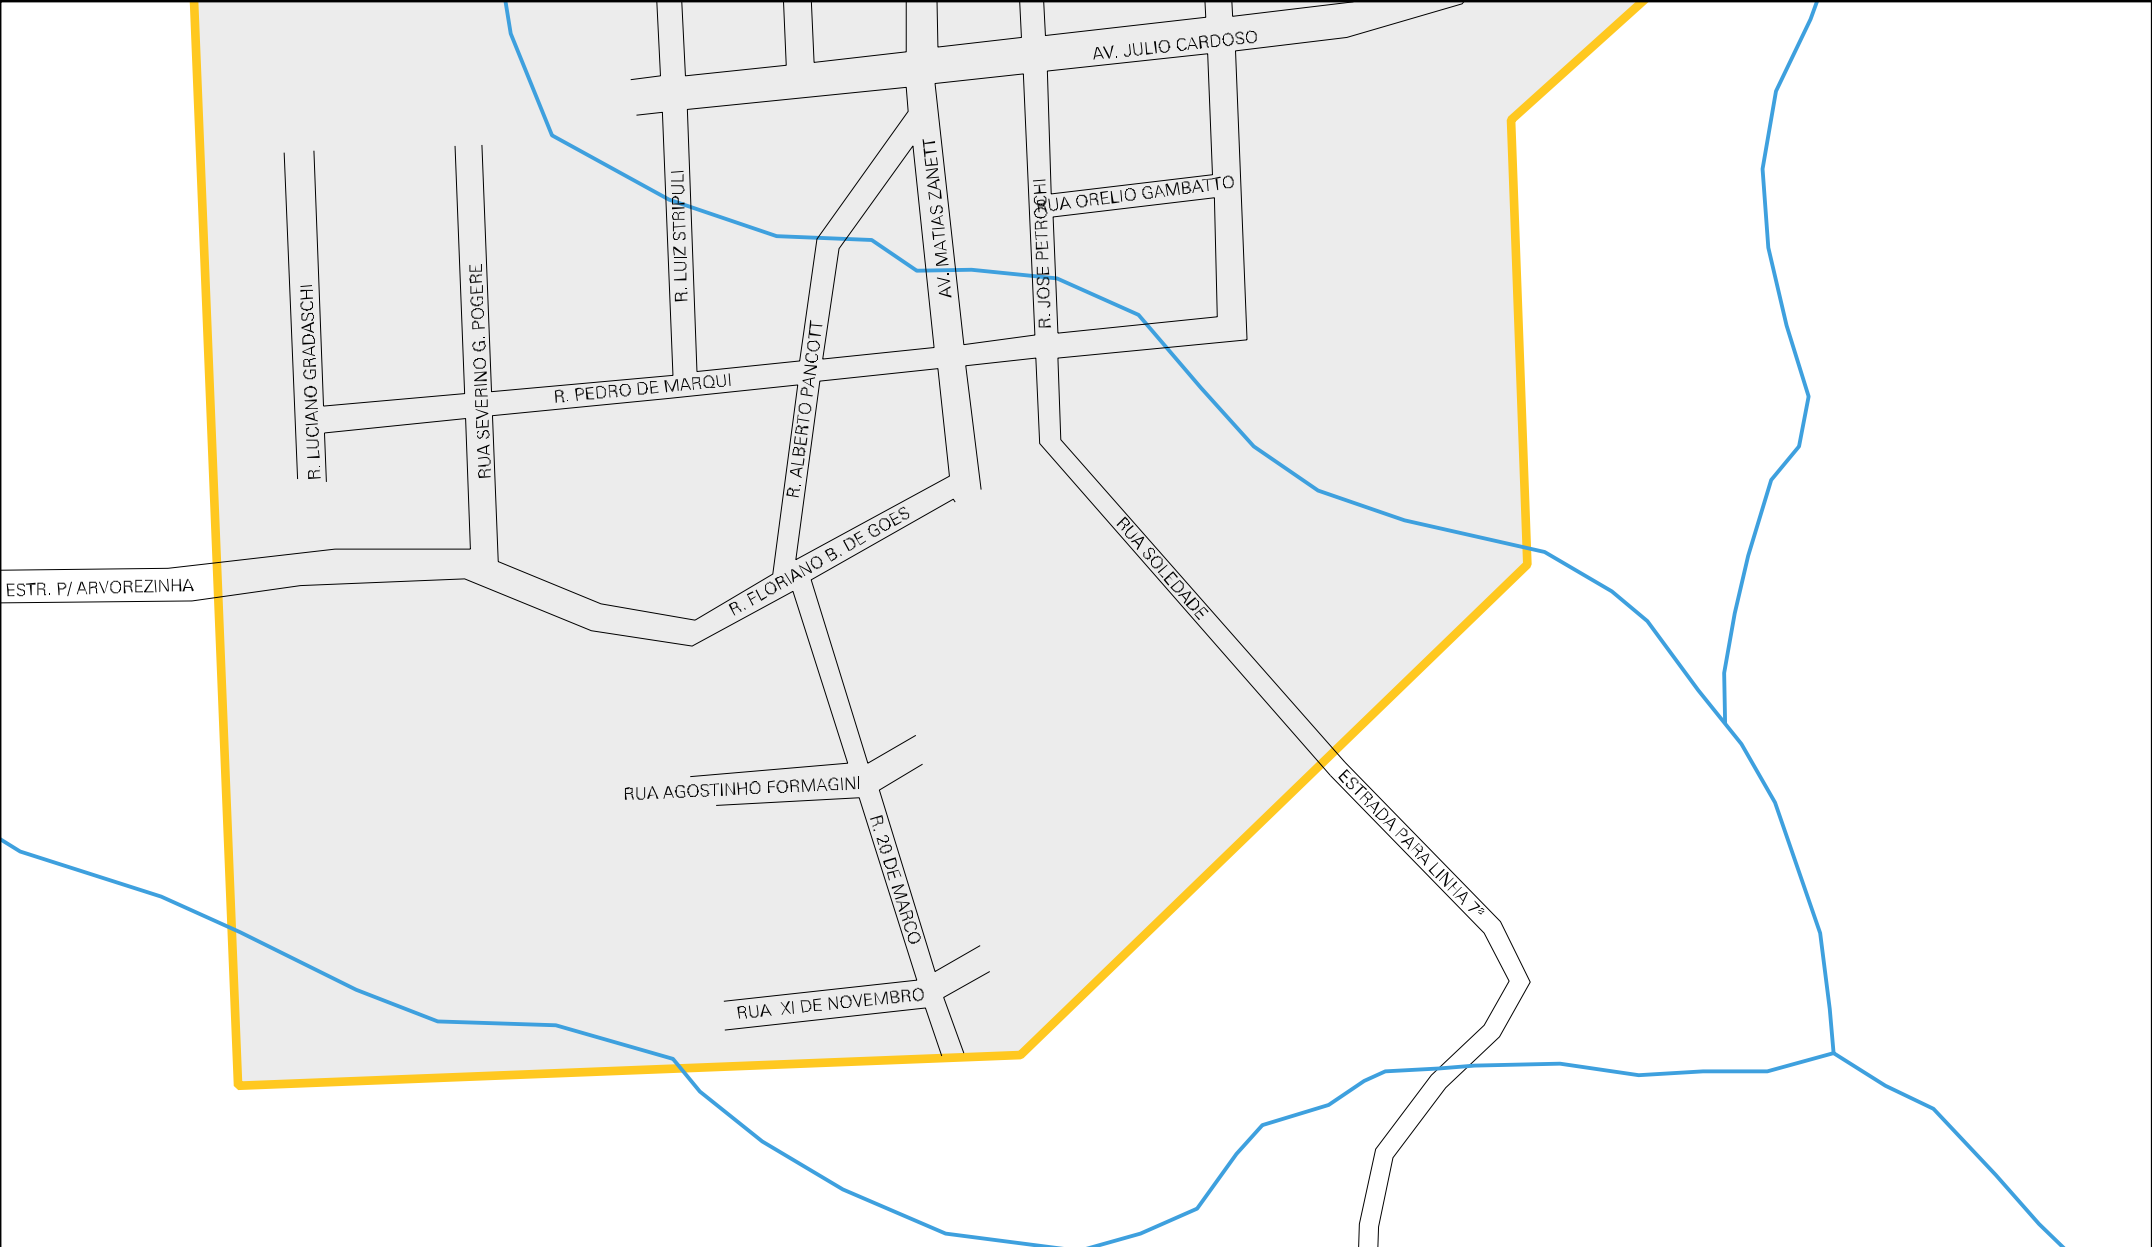 AV. JULIO CARDOSO
AV. MATIAS ZANETT
R. LUIZ STRIPULI
RUA ORELIO GAMBATTO
R. JOSE PETROCHI
R. LUCIANO GRADASCHI
RUA SEVERINO G. POGERE
R. PEDRO DE MARQUI
R. ALBERTO PANCOTT
R. FLORIANO B. DE GOES
RUA SOLEDADE
ESTR. P/ ARVOREZINHA
RUA AGOSTINHO FORMAGINI
ESTRADA PARA LINHA 7ª
R. 20 DE MARCO
RUA XI DE NOVEMBRO